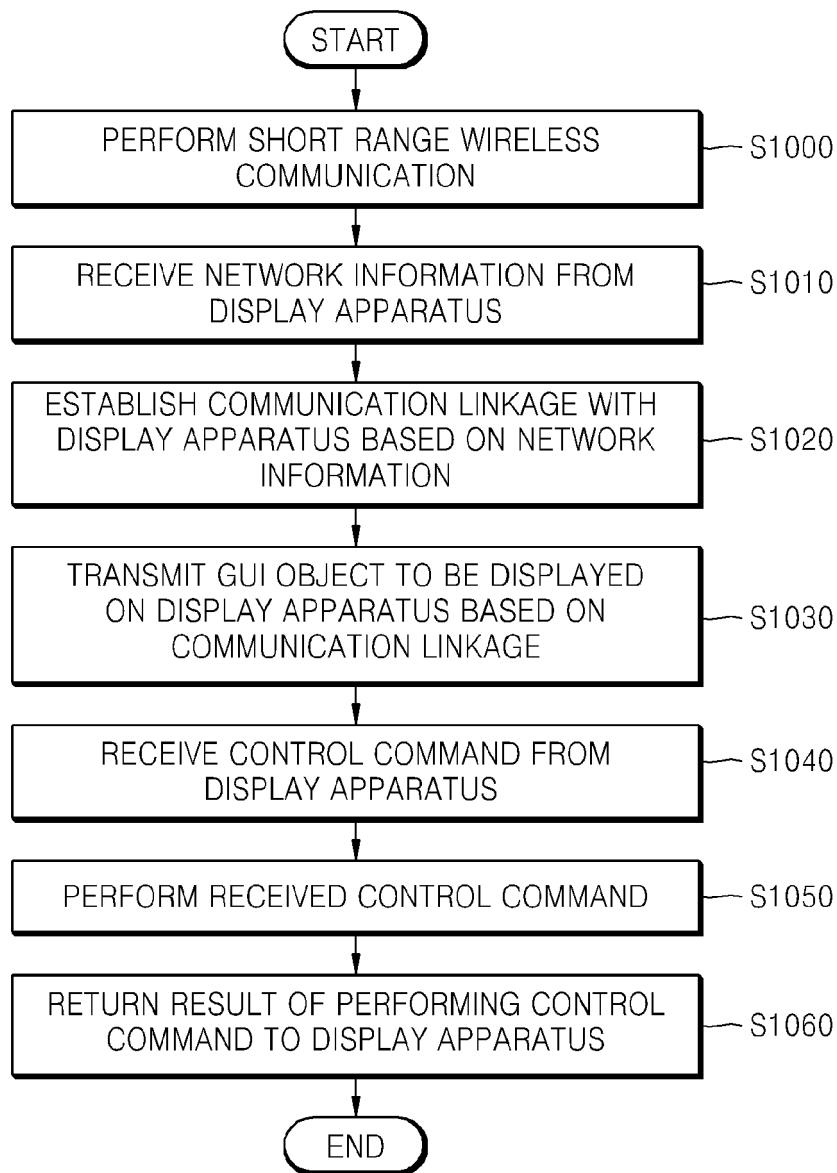 START
PERFORM SHORT RANGE WIRELESS
COMMUNICATION
S1000
RECEIVE NETWORK INFORMATION FROM
DISPLAY APPARATUS
S1010
ESTABLISH COMMUNICATION LINKAGE WITH
DISPLAY APPARATUS BASED ON NETWORK
INFORMATION
S1020
TRANSMIT GUI OBJECT TO BE DISPLAYED
ON DISPLAY APPARATUS BASED ON
COMMUNICATION LINKAGE
S1030
RECEIVE CONTROL COMMAND FROM
DISPLAY APPARATUS
S1040
PERFORM RECEIVED CONTROL COMMAND
S1050
RETURN RESULT OF PERFORMING CONTROL
COMMAND TO DISPLAY APPARATUS
S1060
END